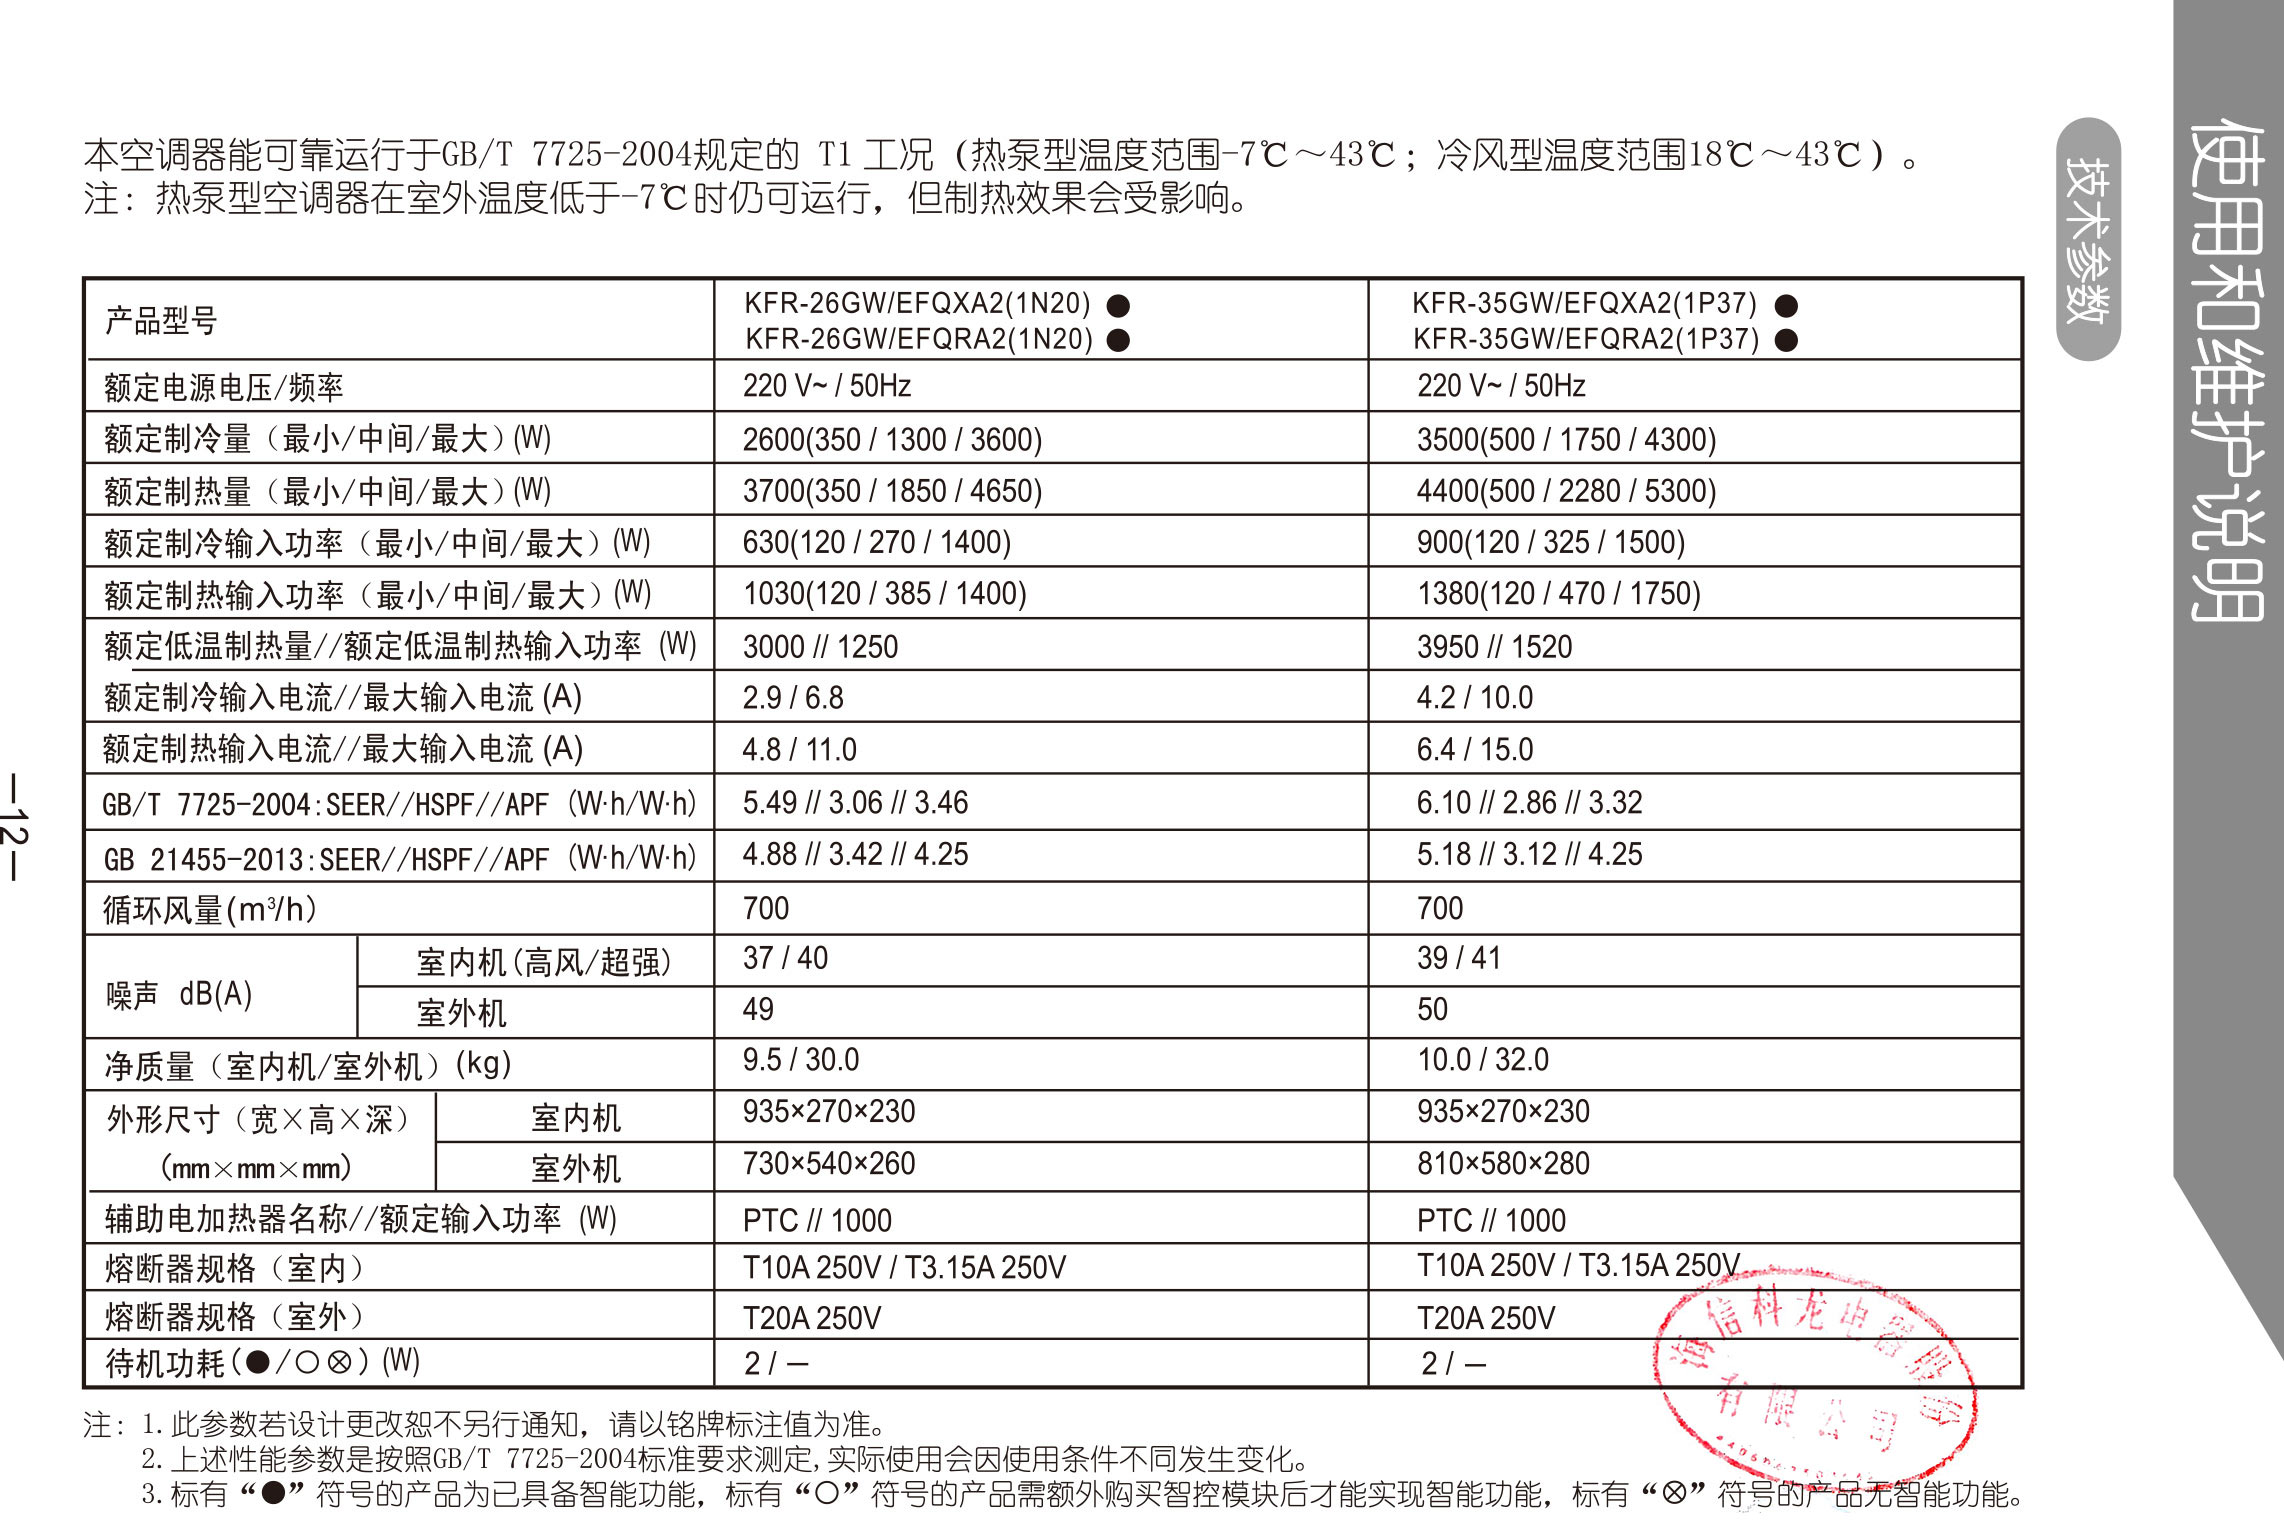 本空调器能可靠运行于GB/T 7725-2004规定的 T1 工况（热泵型温度范围-7℃～43℃；冷风型温度范围18℃～43℃）。
注：热泵型空调器在室外温度低于-7℃时仍可运行，但制热效果会受影响。
技术参数
使用和维护说明
产品型号 KFR-26GW/EFQXA2(1N20) ● KFR-35GW/EFQXA2(1P37) ●
KFR-26GW/EFQRA2(1N20) ● KFR-35GW/EFQRA2(1P37) ●
额定电源电压/频率 220 V~ / 50Hz 220 V~ / 50Hz
额定制冷量（最小/中间/最大）(W) 2600(350 / 1300 / 3600) 3500(500 / 1750 / 4300)
额定制热量（最小/中间/最大）(W) 3700(350 / 1850 / 4650) 4400(500 / 2280 / 5300)
额定制冷输入功率（最小/中间/最大）(W) 630(120 / 270 / 1400) 900(120 / 325 / 1500)
额定制热输入功率（最小/中间/最大）(W) 1030(120 / 385 / 1400) 1380(120 / 470 / 1750)
额定低温制热量//额定低温制热输入功率 (W) 3000 // 1250 3950 // 1520
额定制冷输入电流//最大输入电流 (A) 2.9 / 6.8 4.2 / 10.0
额定制热输入电流//最大输入电流 (A) 4.8 / 11.0 6.4 / 15.0
GB/T 7725-2004:SEER//HSPF//APF (W·h/W·h) 5.49 // 3.06 // 3.46 6.10 // 2.86 // 3.32
GB 21455-2013:SEER//HSPF//APF (W·h/W·h) 4.88 // 3.42 // 4.25 5.18 // 3.12 // 4.25
循环风量(m³/h) 700 700
噪声 dB(A) 室内机(高风/超强) 37 / 40 39 / 41
室外机 49 50
净质量（室内机/室外机）(kg) 9.5 / 30.0 10.0 / 32.0
外形尺寸（宽×高×深） 室内机 935×270×230 935×270×230
(mm×mm×mm) 室外机 730×540×260 810×580×280
辅助电加热器名称//额定输入功率 (W) PTC // 1000 PTC // 1000
熔断器规格（室内） T10A 250V / T3.15A 250V T10A 250V / T3.15A 250V
熔断器规格（室外） T20A 250V T20A 250V
待机功耗(●/○⊗)(W) 2 / — 2 / —
海信科龙电器股份
有限公司
注：1.此参数若设计更改恕不另行通知，请以铭牌标注值为准。
2.上述性能参数是按照GB/T 7725-2004标准要求测定,实际使用会因使用条件不同发生变化。
3.标有“●”符号的产品为已具备智能功能，标有“○”符号的产品需额外购买智控模块后才能实现智能功能，标有“⊗”符号的产品无智能功能。
—12—